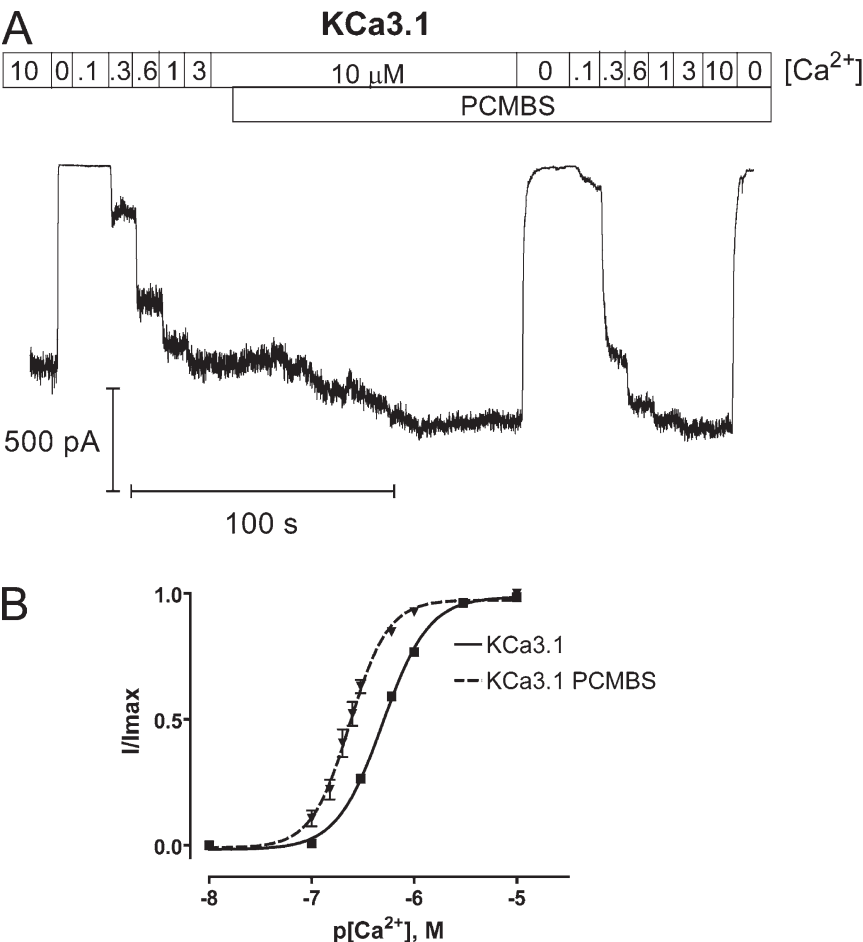 A
KCa3.1
10 0 .1 .3 .6 1 3 10 μM 0 .1 .3 .6 1 3 10 0 [Ca²⁺]
PCMBS
500 pA
100 s
B
1.0
KCa3.1
KCa3.1 PCMBS
0.5
I/Imax
0.0
-8 -7 -6 -5
p[Ca²⁺], M